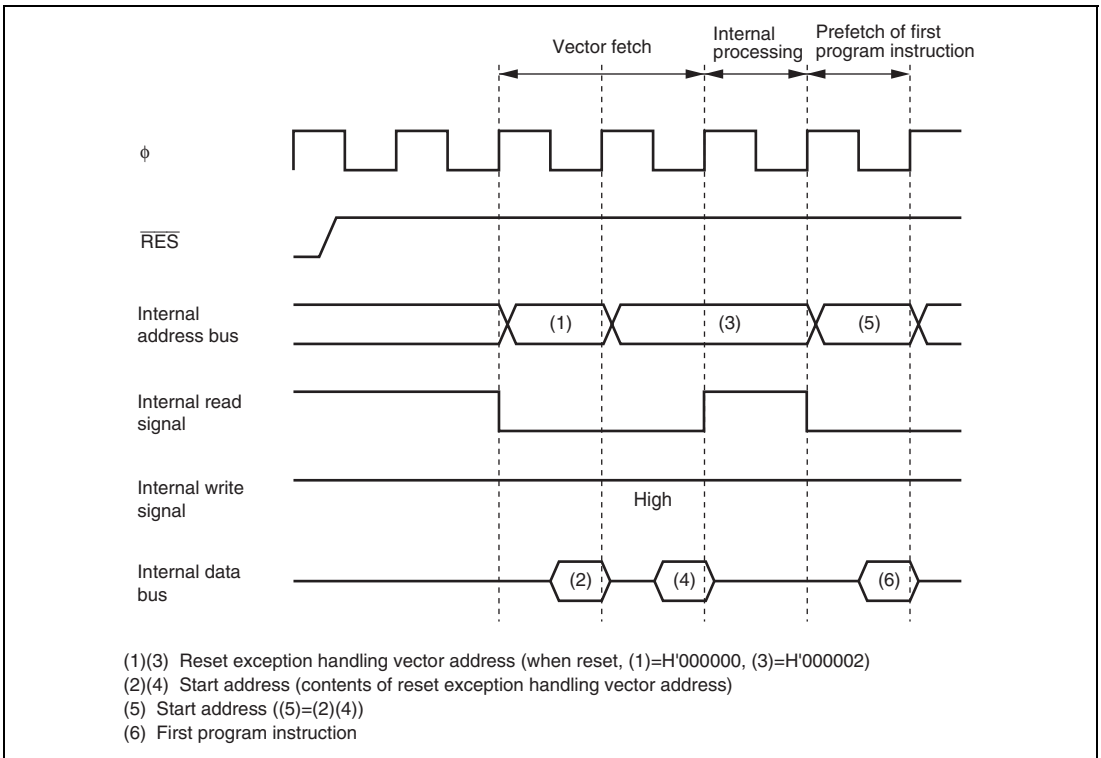 Vector fetch
Internal
processing
Prefetch of first
program instruction
ϕ
RES
Internal
address bus
(1)
(3)
(5)
Internal read
signal
Internal write
signal
High
Internal data
bus
(2)
(4)
(6)
(1)(3) Reset exception handling vector address (when reset, (1)=H'000000, (3)=H'000002)
(2)(4) Start address (contents of reset exception handling vector address)
(5) Start address ((5)=(2)(4))
(6) First program instruction